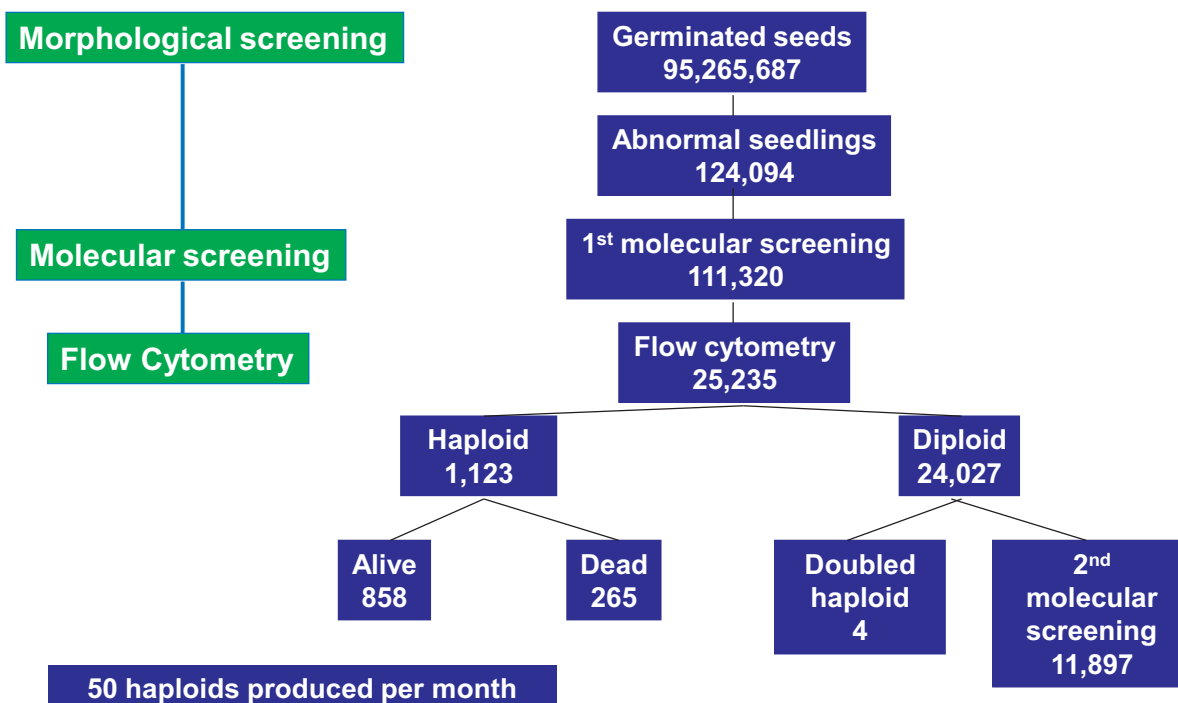 Morphological screening
Molecular screening
Flow Cytometry
Germinated seeds
95,265,687
Abnormal seedlings
124,094
1st molecular screening
111,320
Flow cytometry
25,235
Haploid
1,123
Diploid
24,027
Alive
858
Dead
265
Doubled
haploid
4
2nd
molecular
screening
11,897
50 haploids produced per month